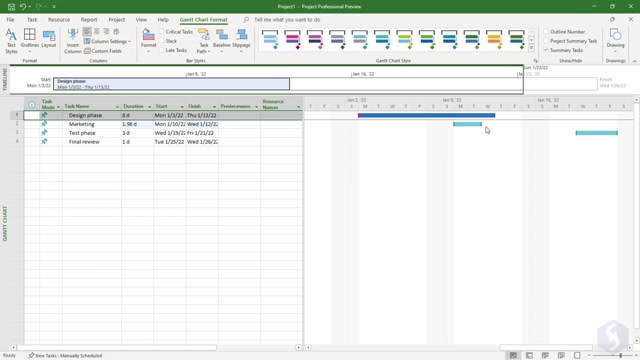 Project1 - Project Professional Preview
File Task Resource Report Project View Help Gantt Chart Format Tell me what you want to do
Text Styles
Gridlines
Layout
Insert Column
Column Settings
Custom Fields
Columns
Format
Critical Tasks
Slack
Late Tasks
Task Path
Baseline
Slippage
Bar Styles
Gantt Chart Style
Outline Number
Project Summary Task
Summary Tasks
Show/Hide
Drawing
Drawings
TIMELINE
Jan 9, '22
Jan 16, '22
Start
Mon 1/3/22
Design phase
Mon 1/3/22 - Thu 1/13/22
Finish
Wed 1/26/22
Task Mode Task Name Duration Start Finish Predecessors Resource Names
Jan 2, '22 Jan 9, '22 Jan 16, '22
T F S S M T W T F S S M T W T F S S M T W T F S
1 Design phase 8 d Mon 1/3/22 Thu 1/13/22
2 Marketing 1.98 d Mon 1/10/22 Wed 1/12/22
3 Test phase 3 d Wed 1/19/22 Fri 1/21/22
4 Final review 1 d Tue 1/25/22 Wed 1/26/22
GANTT CHART
Ready New Tasks : Manually Scheduled